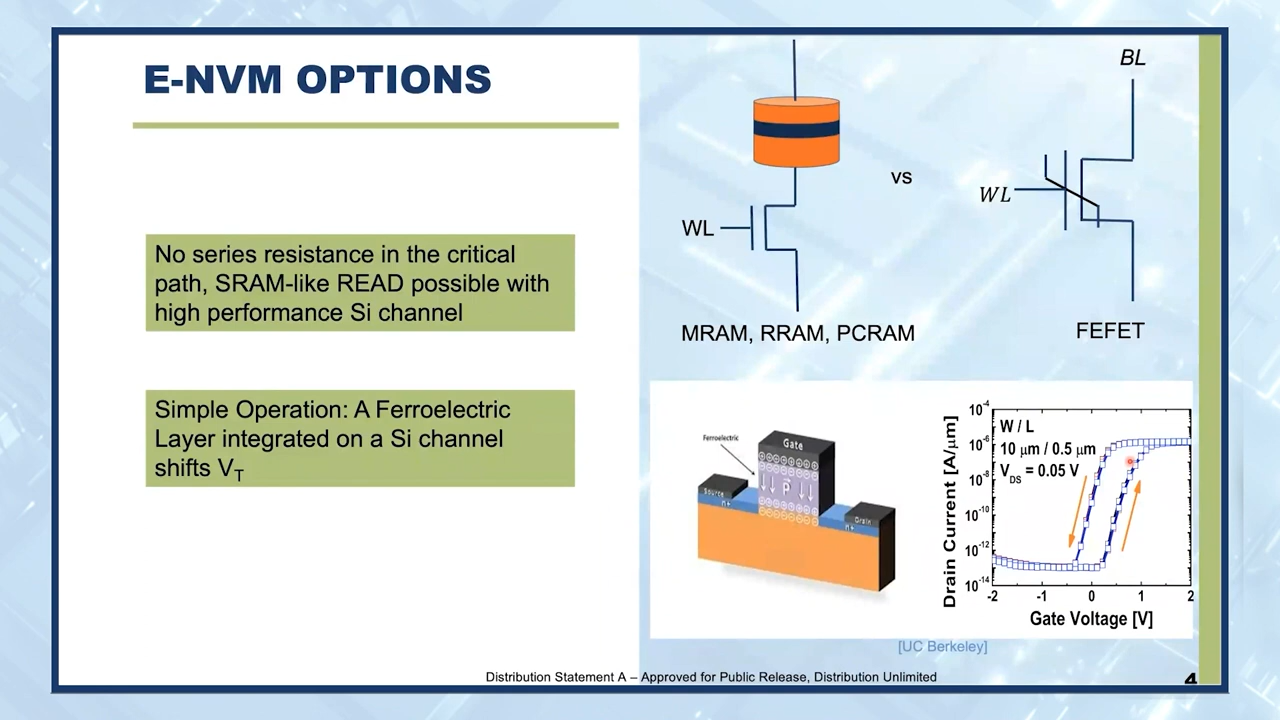 E-NVM OPTIONS
No series resistance in the critical
path, SRAM-like READ possible with
high performance Si channel
Simple Operation: A Ferroelectric
Layer integrated on a Si channel
shifts V_T
WL
MRAM, RRAM, PCRAM
vs
BL
WL
FEFET
Ferroelectric
Gate
P
Source
n+
Drain
n+
Drain Current [A/μm]
10^-4
10^-6
10^-8
10^-10
10^-12
10^-14
W / L
10 μm / 0.5 μm
V_DS = 0.05 V
-2 -1 0 1 2
Gate Voltage [V]
[UC Berkeley]
Distribution Statement A – Approved for Public Release, Distribution Unlimited
4